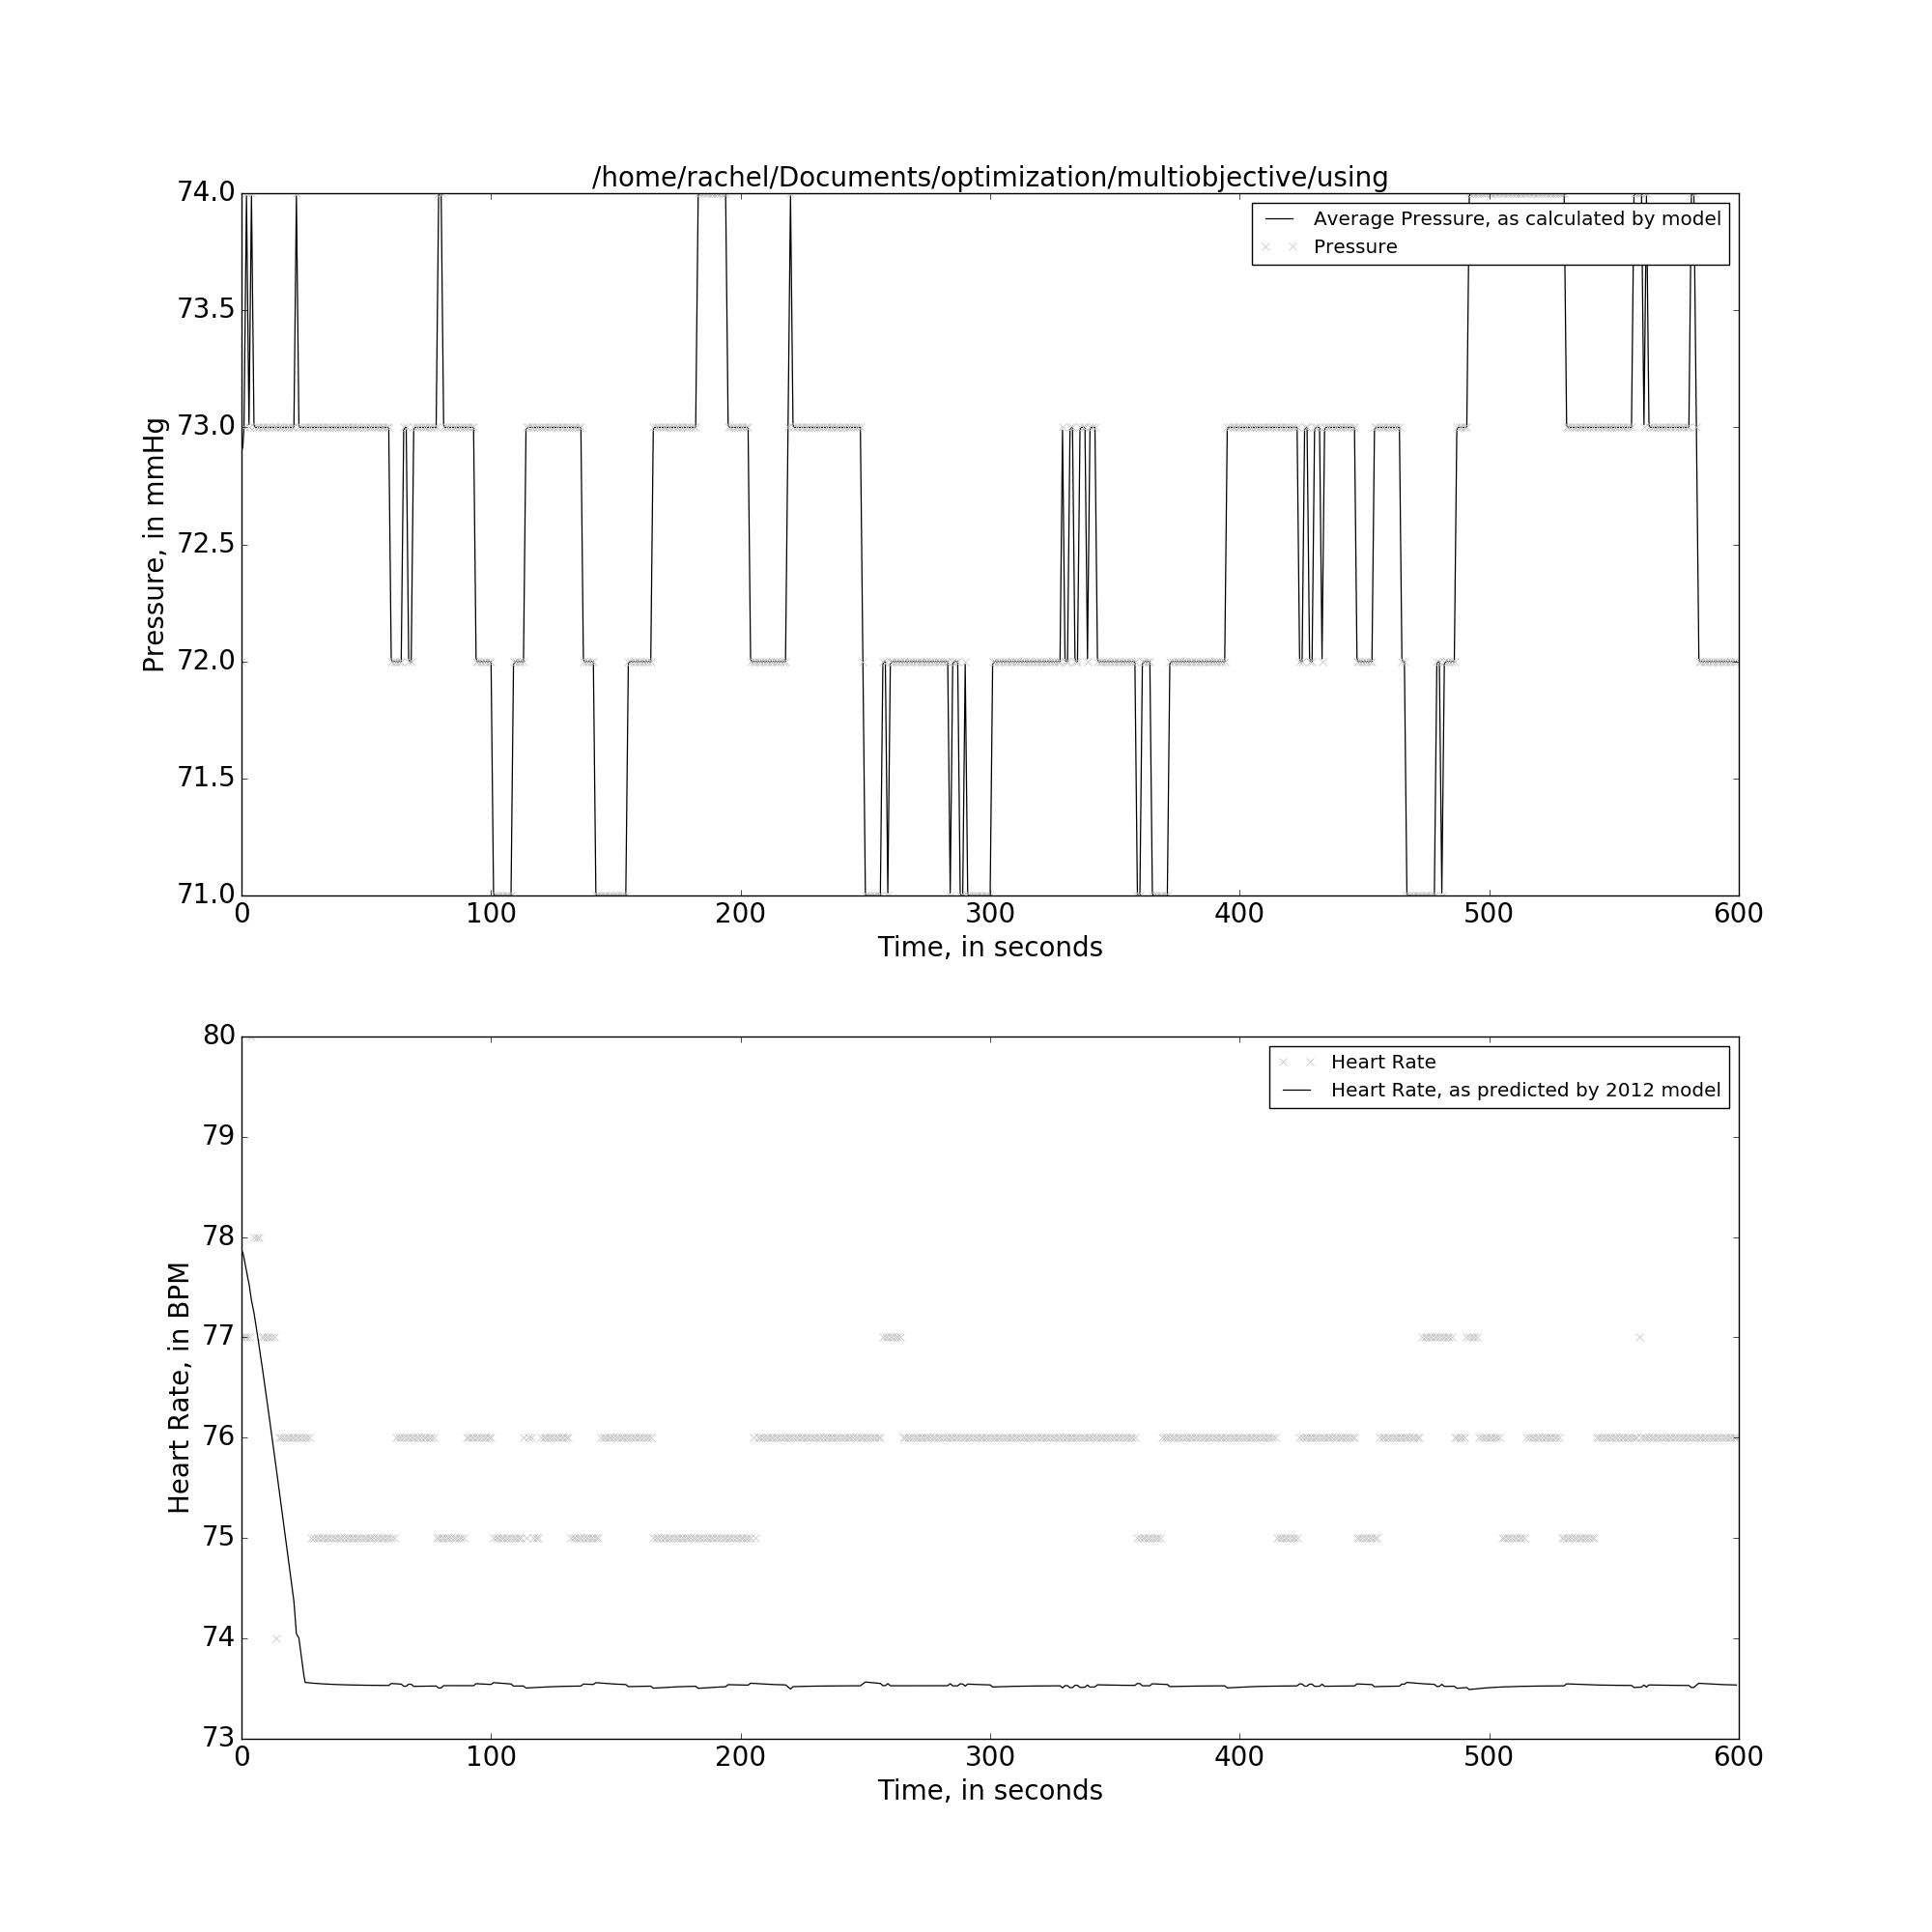 /home/rachel/Documents/optimization/multiobjective/using
74.0
73.5
73.0
72.5
72.0
71.5
71.0
Pressure, in mmHg
Average Pressure, as calculated by model
Pressure
0 100 200 300 400 500 600
Time, in seconds
80
79
78
77
76
75
74
73
Heart Rate, in BPM
Heart Rate
Heart Rate, as predicted by 2012 model
0 100 200 300 400 500 600
Time, in seconds